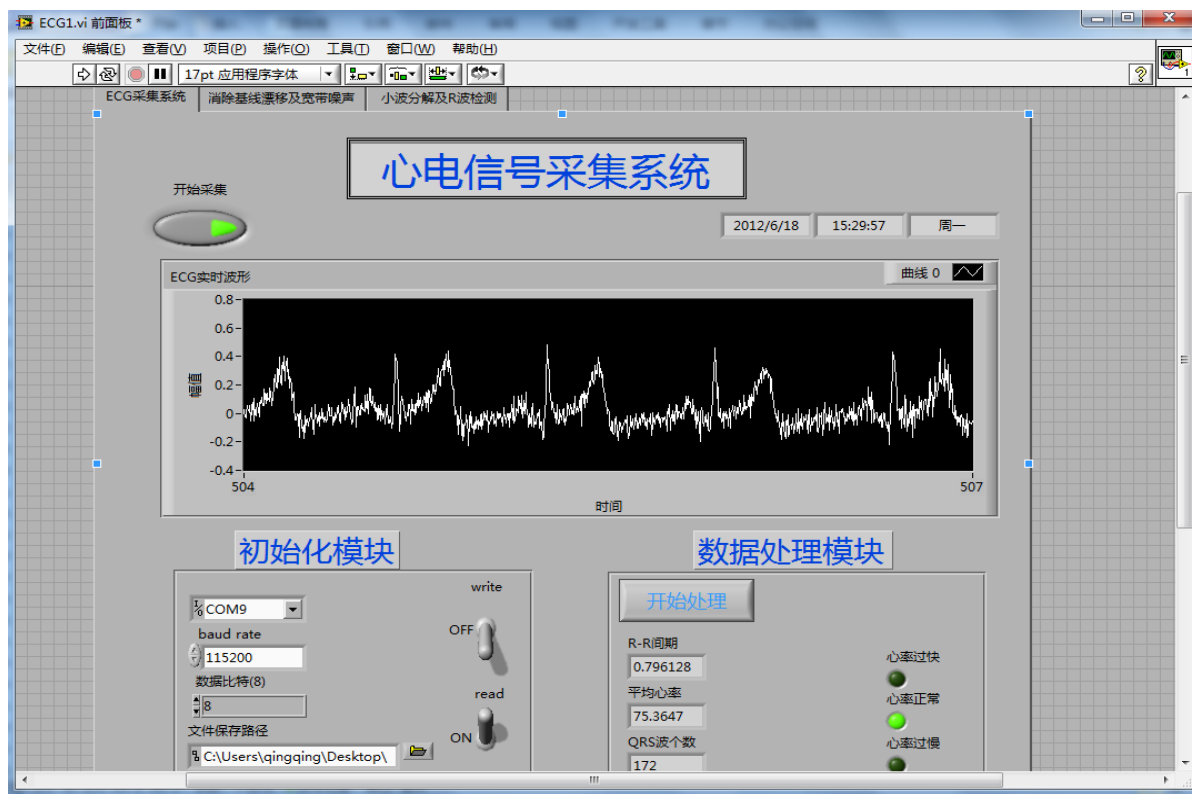 ECG1.vi 前面板 *
文件(F) 编辑(E) 查看(V) 项目(P) 操作(O) 工具(T) 窗口(W) 帮助(H)
17pt 应用程序字体
?
1
ECG采集系统 消除基线漂移及宽带噪声 小波分解及R波检测
心电信号采集系统
开始采集
2012/6/18 15:29:57 周一
ECG实时波形
曲线 0
0.8
0.6
0.4
0.2
0
-0.2
-0.4
幅值
504 507
时间
初始化模块
COM9
baud rate
115200
数据比特(8)
8
文件保存路径
C:\Users\qingqing\Desktop\
write
OFF
read
ON
数据处理模块
开始处理
R-R间期
0.796128
平均心率
75.3647
QRS波个数
172
心率过快
心率正常
心率过慢